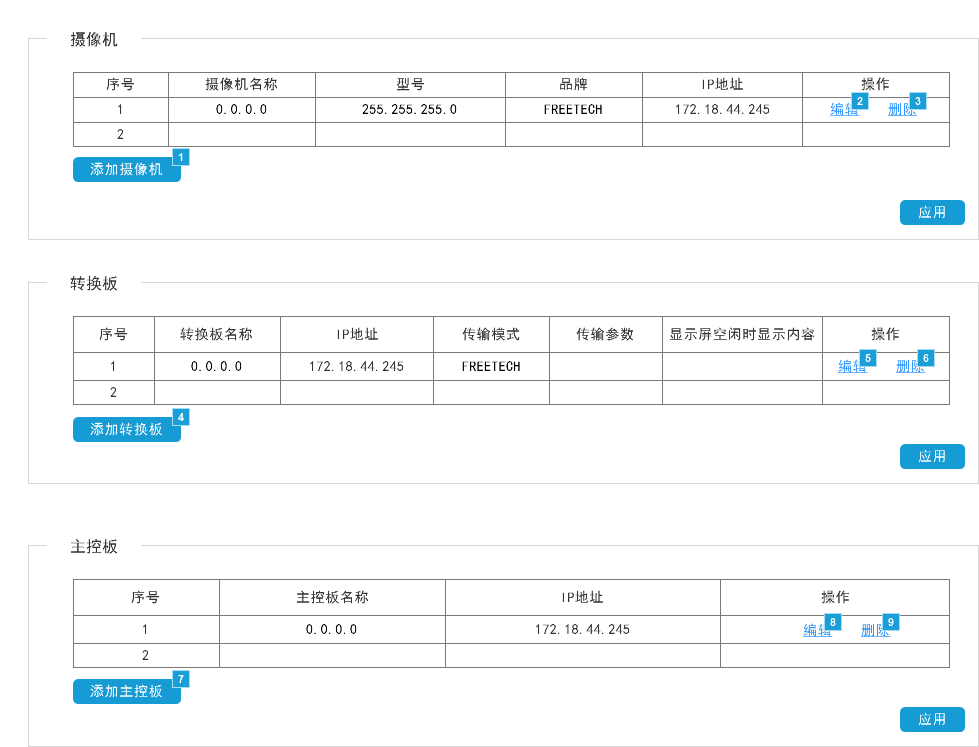 摄像机
序号 摄像机名称 型号 品牌 IP地址 操作
1 0.0.0.0 255.255.255.0 FREETECH 172.18.44.245 编辑 2 删除 3
2
添加摄像机 1
应用
转换板
序号 转换板名称 IP地址 传输模式 传输参数 显示屏空闲时显示内容 操作
1 0.0.0.0 172.18.44.245 FREETECH 编辑 5 删除 6
2
添加转换板 4
应用
主控板
序号 主控板名称 IP地址 操作
1 0.0.0.0 172.18.44.245 编辑 8 删除 9
2
添加主控板 7
应用